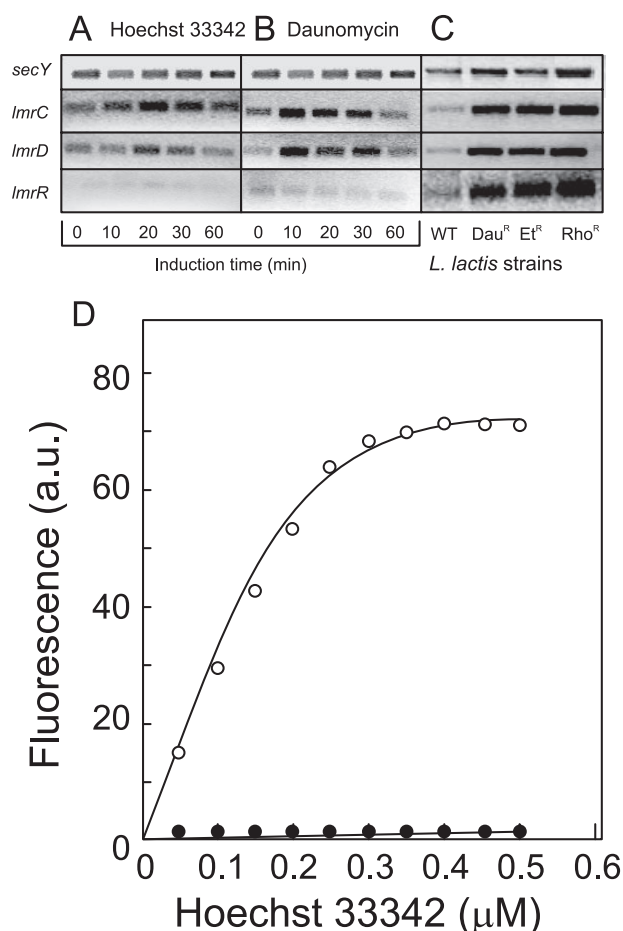 A Hoechst 33342 B Daunomycin C
secY
lmrC
lmrD
lmrR
0 10 20 30 60 0 10 20 30 60 WT Dauᴿ Etᴿ Rhoᴿ
Induction time (min) L. lactis strains
D
80
60
40
20
0
0 0.1 0.2 0.3 0.4 0.5 0.6
Fluorescence (a.u.)
Hoechst 33342 (μM)